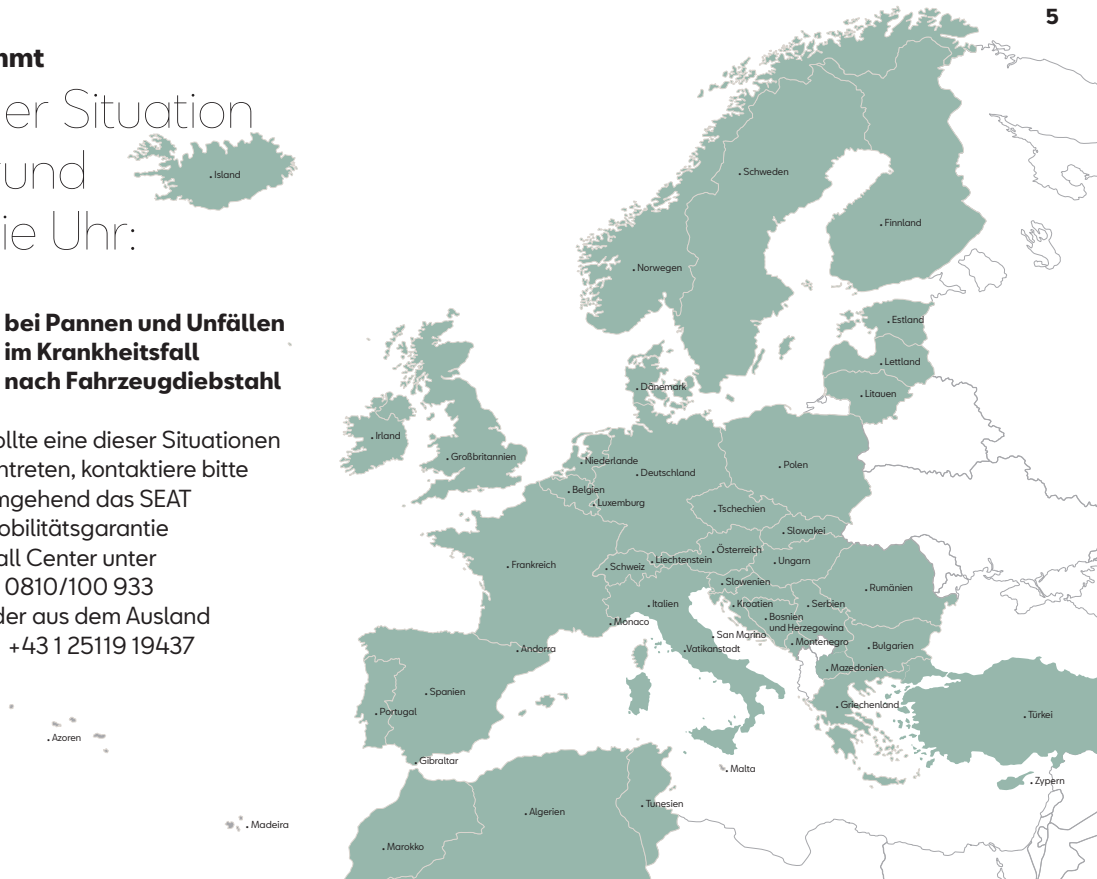 5
mmt
er Situation
rund
ie Uhr:
bei Pannen und Unfällen
im Krankheitsfall
nach Fahrzeugdiebstahl
ollte eine dieser Situationen
ntreten, kontaktiere bitte
mgehend das SEAT
obilitätsgarantie
all Center unter
0810/100 933
der aus dem Ausland
+43 1 25119 19437
Island
Schweden
Finnland
Norwegen
Estland
Lettland
Dänemark
Litauen
Irland
Großbritannien
Niederlande
Deutschland
Polen
Belgien
Luxemburg
Tschechien
Slowakei
Österreich
Frankreich
Schweiz
Liechtenstein
Ungarn
Slowenien
Rumänien
Italien
Kroatien
Serbien
Monaco
Bosnien
und Herzegowina
San Marino
Montenegro
Andorra
Vatikanstadt
Bulgarien
Mazedonien
Spanien
Griechenland
Portugal
Türkei
Azoren
Gibraltar
Malta
Zypern
Tunesien
Algerien
Madeira
Marokko